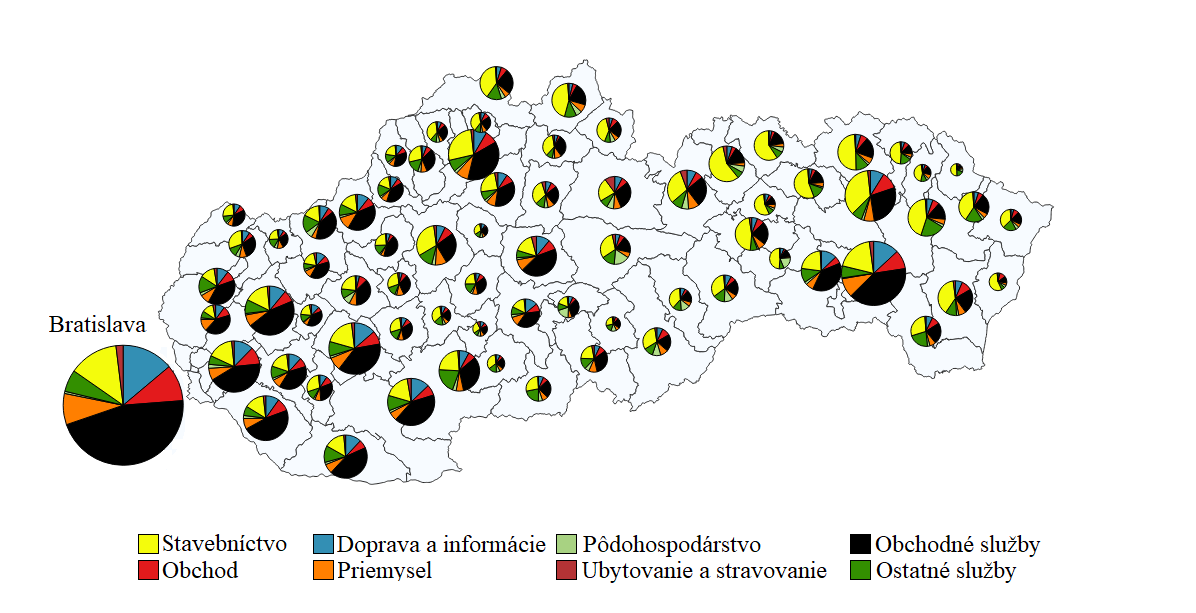 Bratislava
Stavebníctvo Doprava a informácie Pôdohospodárstvo Obchodné služby
Obchod Priemysel Ubytovanie a stravovanie Ostatné služby